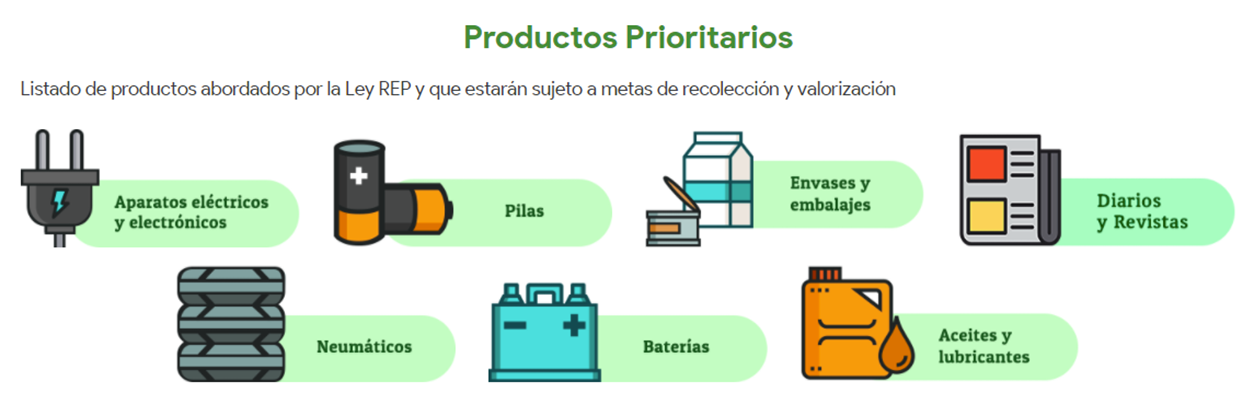 Productos Prioritarios
Listado de productos abordados por la Ley REP y que estarán sujeto a metas de recolección y valorización
Aparatos eléctricos
y electrónicos
Pilas
Envases y
embalajes
Diarios
y Revistas
Neumáticos
Baterías
Aceites y
lubricantes